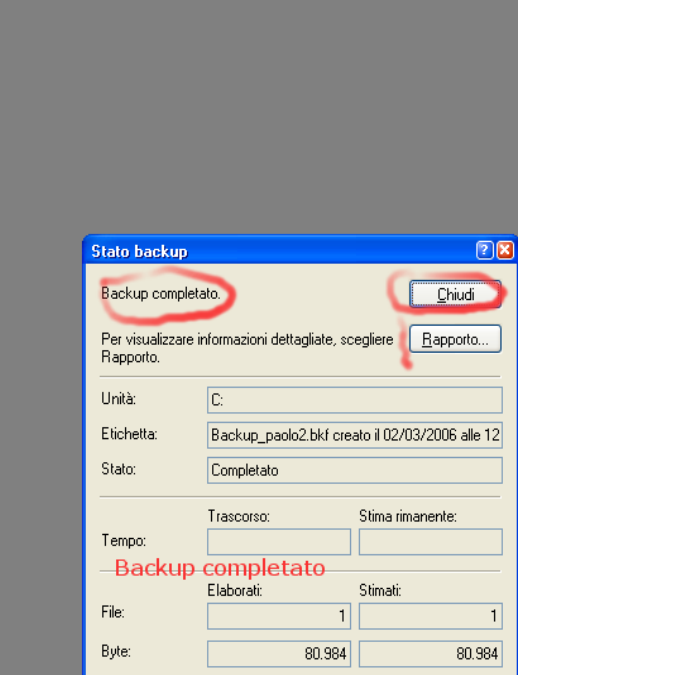 Stato backup
Backup completato.
Chiudi
Per visualizzare informazioni dettagliate, scegliere
Rapporto.
Rapporto...
Unità:
C:
Etichetta:
Backup_paolo2.bkf creato il 02/03/2006 alle 12
Stato:
Completato
Trascorso:
Stima rimanente:
Tempo:
Backup completato
Elaborati:
Stimati:
File:
1
1
Byte:
80.984
80.984